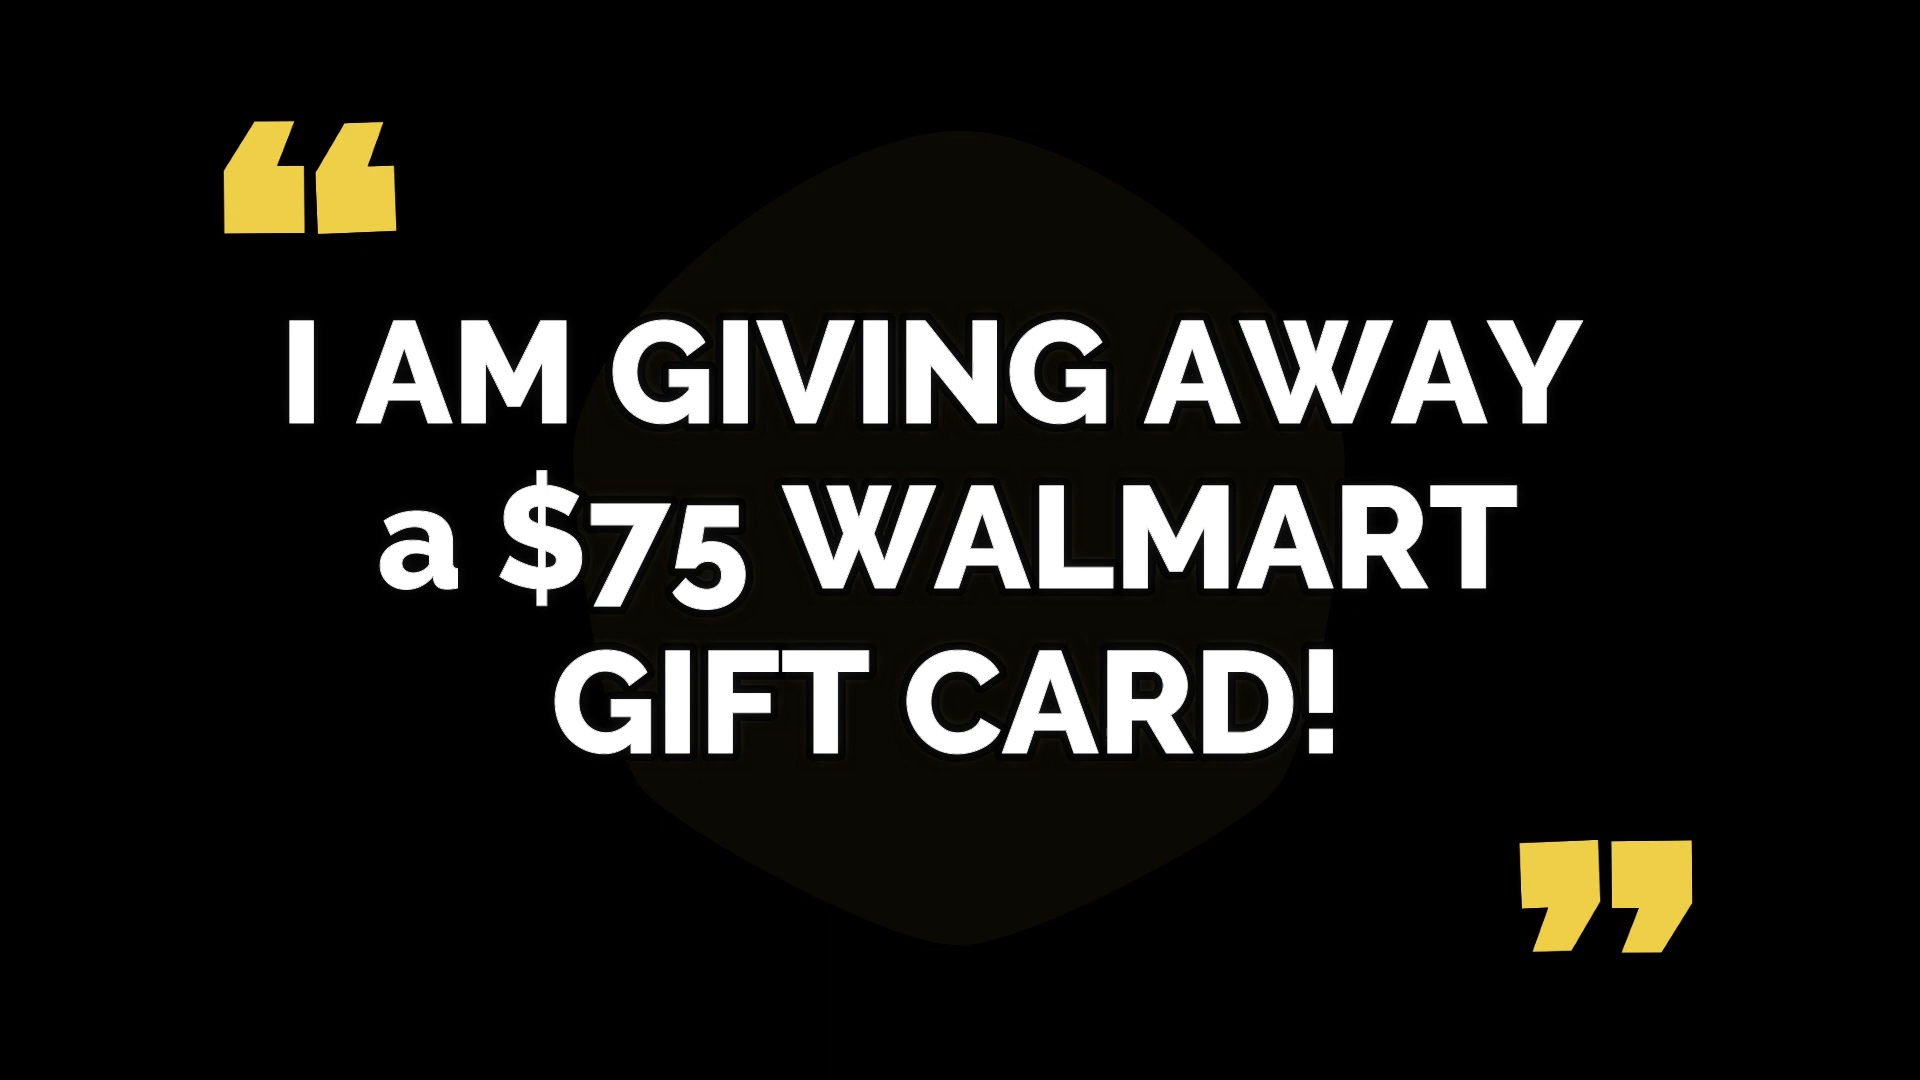 “
I AM GIVING AWAY
a $75 WALMART
GIFT CARD!
”